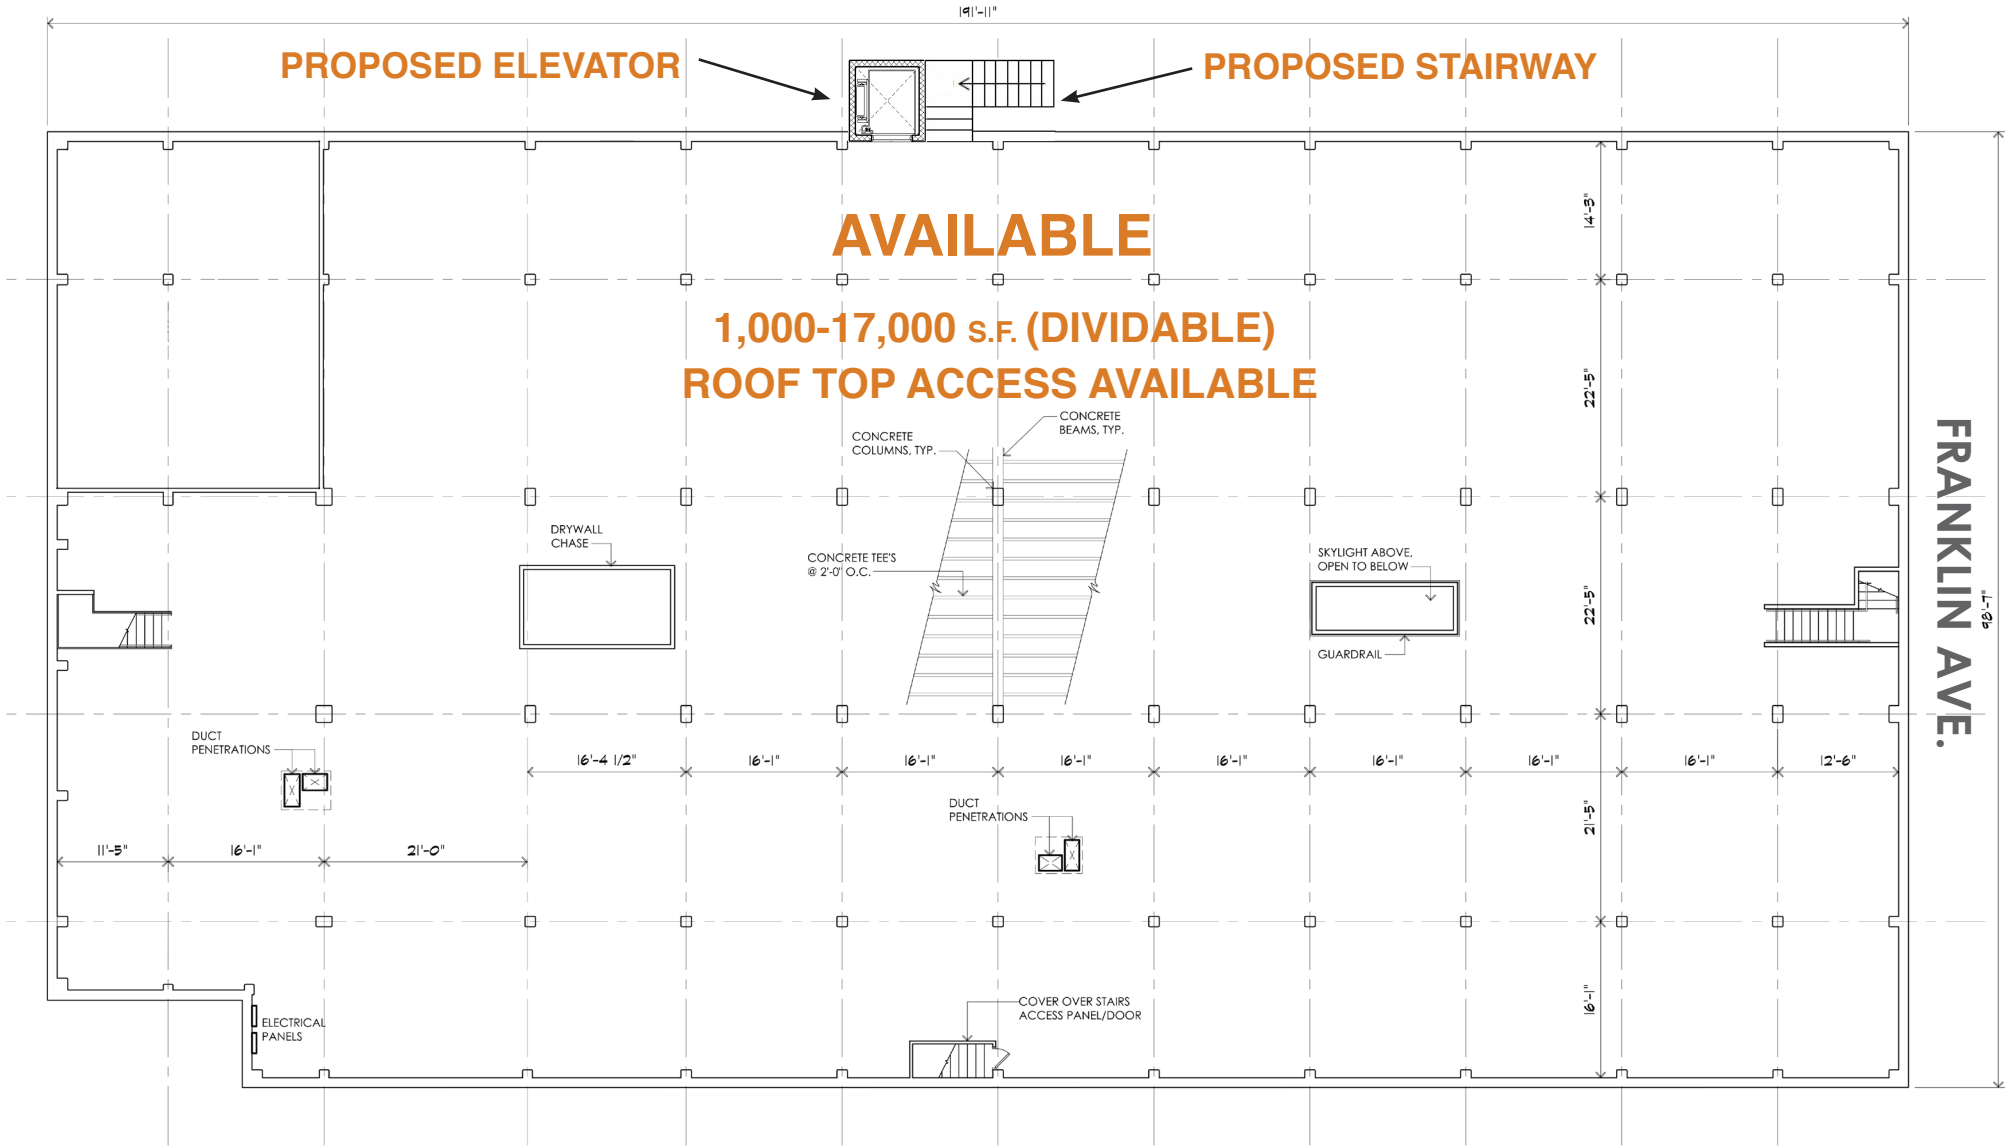 191'-11"
PROPOSED ELEVATOR
PROPOSED STAIRWAY
AVAILABLE
14'-3"
1,000-17,000 S.F. (DIVIDABLE)
ROOF TOP ACCESS AVAILABLE
22'-5"
CONCRETE
BEAMS, TYP.
CONCRETE
COLUMNS, TYP.
FRANKLIN AVE.
98'-7"
DRYWALL
CHASE
CONCRETE TEE'S
@ 2'-0" O.C.
SKYLIGHT ABOVE,
OPEN TO BELOW
22'-5"
GUARDRAIL
DUCT
PENETRATIONS
16'-4 1/2"
16'-1"
16'-1"
16'-1"
16'-1"
16'-1"
16'-1"
16'-1"
12'-6"
DUCT
PENETRATIONS
21'-5"
11'-5"
16'-1"
21'-0"
16'-1"
COVER OVER STAIRS
ACCESS PANEL/DOOR
ELECTRICAL
PANELS